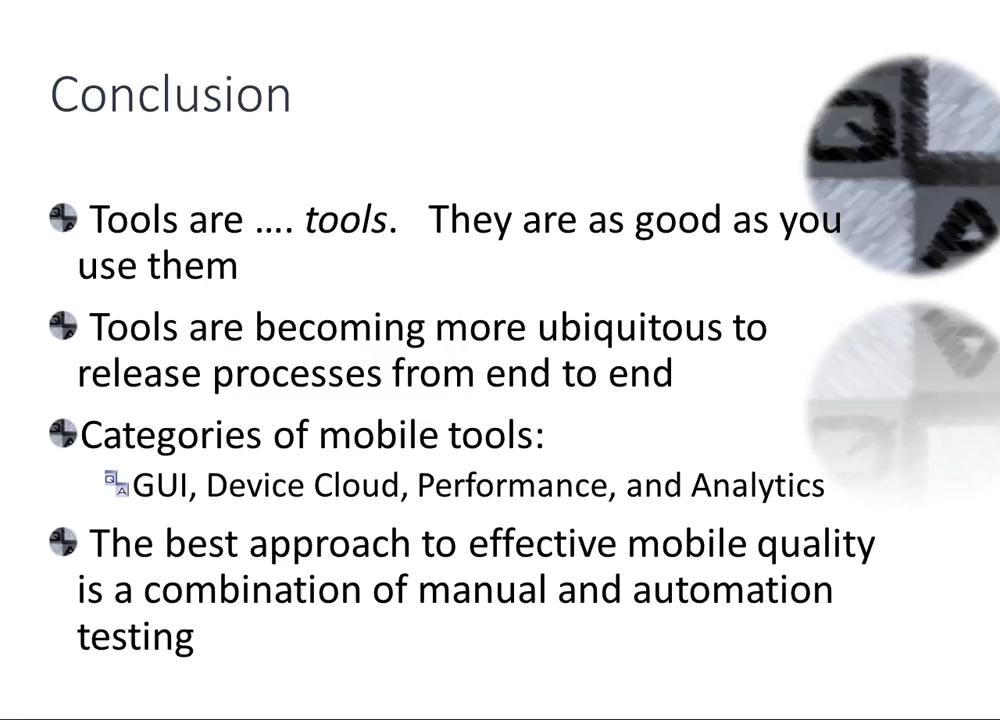 Conclusion
Tools are .... tools. They are as good as you
use them
Tools are becoming more ubiquitous to
release processes from end to end
Categories of mobile tools:
GUI, Device Cloud, Performance, and Analytics
The best approach to effective mobile quality
is a combination of manual and automation
testing
Q
A